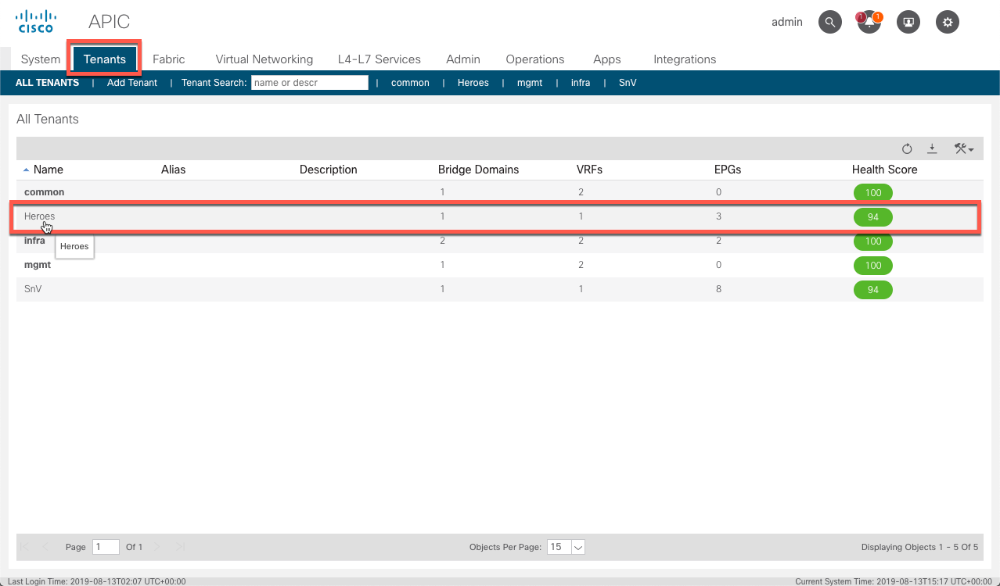 CISCO APIC admin 1 1
System Tenants Fabric Virtual Networking L4-L7 Services Admin Operations Apps Integrations
ALL TENANTS | Add Tenant | Tenant Search: name or descr | common | Heroes | mgmt | infra | SnV
All Tenants
Name Alias Description Bridge Domains VRFs EPGs Health Score
common 1 2 0 100
Heroes 1 1 3 94
infra 2 2 2 100
Heroes
mgmt 1 2 0 100
SnV 1 1 8 94
Page 1 Of 1 Objects Per Page: 15 Displaying Objects 1 - 5 Of 5
Last Login Time: 2019-08-13T02:07 UTC+00:00 Current System Time: 2019-08-13T15:17 UTC+00:00